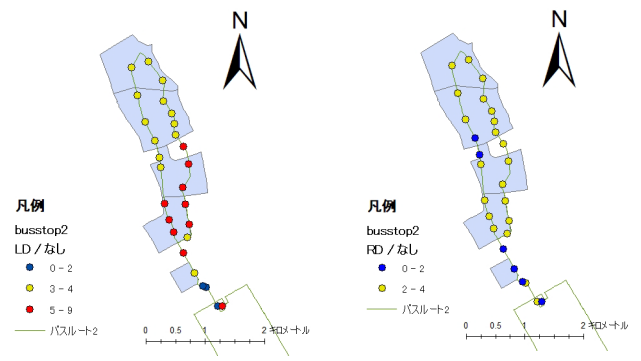 N
凡例
busstop2
LD / なし
0 - 2
3 - 4
5 - 9
バスルート2
0 0.5 1 2 キロメートル
N
凡例
busstop2
RD / なし
0 - 2
2 - 4
バスルート2
0 0.5 1 2 キロメートル